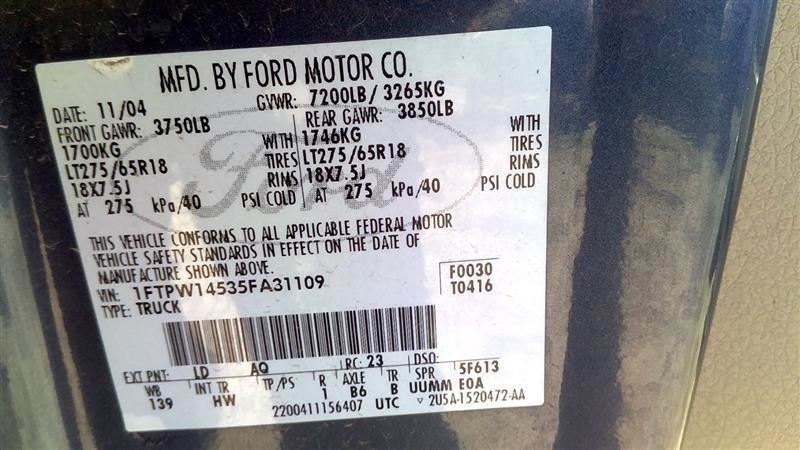 MFD. BY FORD MOTOR CO.
DATE: 11/04 GVWR: 7200LB / 3265KG
FRONT GAWR: 3750LB REAR GAWR: 3850LB
1700KG WITH 1746KG WITH
LT275/65R18 TIRES LT275/65R18 TIRES
18X7.5J RIMS 18X7.5J RIMS
AT 275 kPa/40 PSI COLD AT 275 kPa/40 PSI COLD
Ford
THIS VEHICLE CONFORMS TO ALL APPLICABLE FEDERAL MOTOR
VEHICLE SAFETY STANDARDS IN EFFECT ON THE DATE OF
MANUFACTURE SHOWN ABOVE.
VIN: 1FTPW14535FA31109 F0030
TYPE: TRUCK T0416
EXT PNT: LD AQ RC: 23 DSO:
WB INT TR TP/PS R AXLE TR SPR 5F613
139 HW 1 B6 B UUMM EOA
2200411156407 UTC ▽ 2U5A-1520472-AA